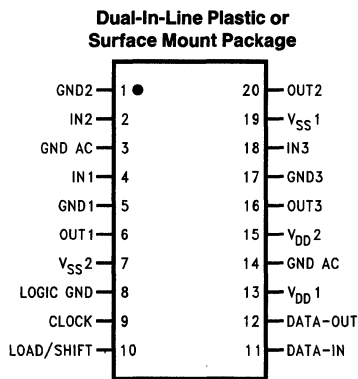 Dual-In-Line Plastic or
Surface Mount Package
GND2 1 20 OUT2
IN2 2 19 VSS1
GND AC 3 18 IN3
IN1 4 17 GND3
GND1 5 16 OUT3
OUT1 6 15 VDD2
VSS2 7 14 GND AC
LOGIC GND 8 13 VDD1
CLOCK 9 12 DATA-OUT
LOAD/SHIFT 10 11 DATA-IN